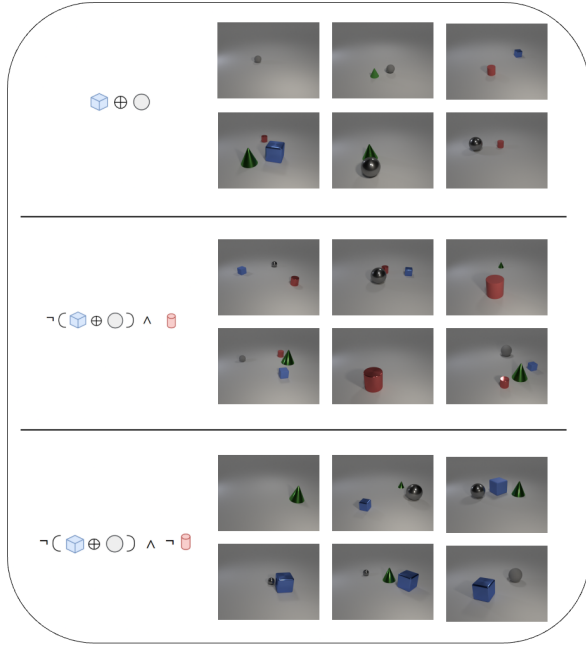 ⊕
¬ ( ⊕ ) ∧
¬ ( ⊕ ) ∧ ¬